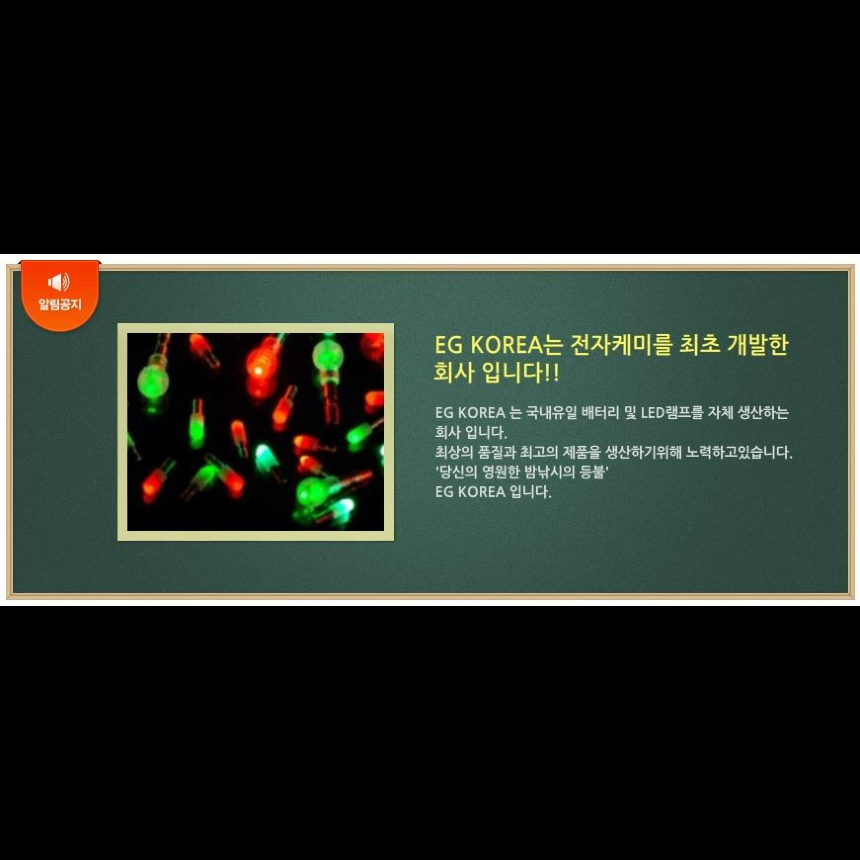 알림공지
EG KOREA는 전자케미를 최초 개발한
회사 입니다!!
EG KOREA 는 국내유일 배터리 및 LED램프를 자체 생산하는
회사 입니다.
최상의 품질과 최고의 제품을 생산하기위해 노력하고있습니다.
'당신의 영원한 밤낚시의 등불'
EG KOREA 입니다.